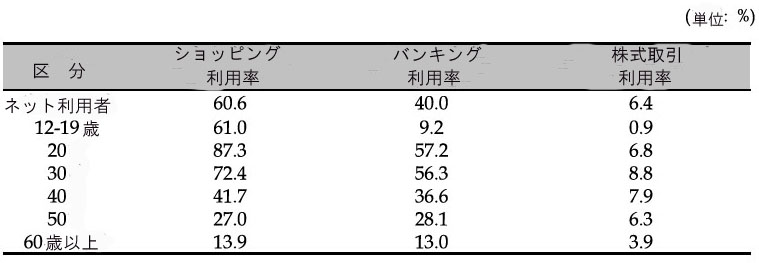 (単位: %)
区 分 ショッピング利用率 バンキング利用率 株式取引利用率
ネット利用者 60.6 40.0 6.4
12-19歳 61.0 9.2 0.9
20 87.3 57.2 6.8
30 72.4 56.3 8.8
40 41.7 36.6 7.9
50 27.0 28.1 6.3
60歳以上 13.9 13.0 3.9